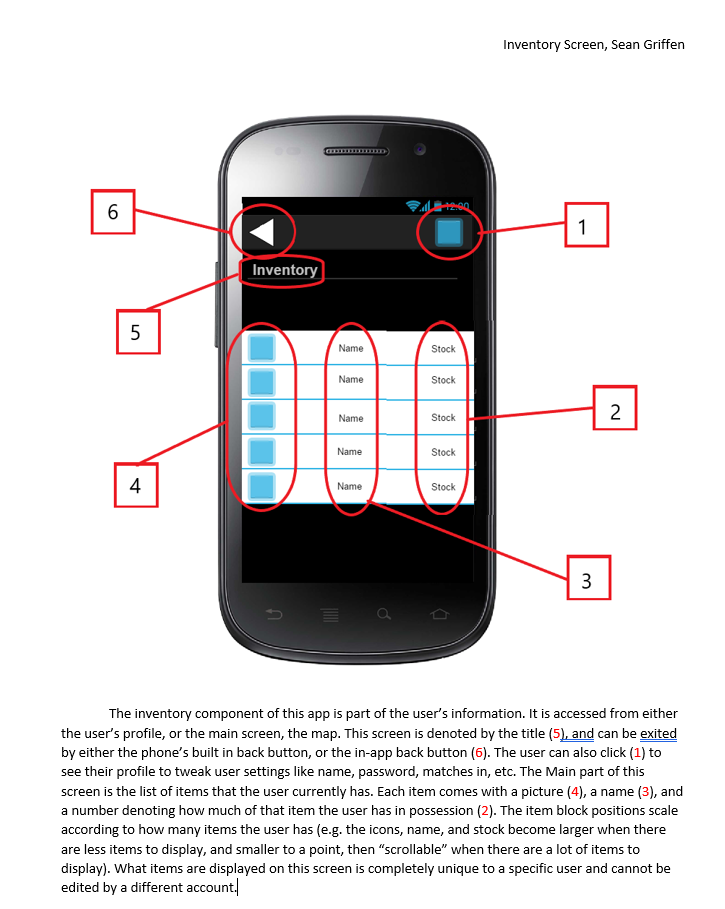 Inventory Screen, Sean Griffen
12:00
6
1
Inventory
5
Name Stock
Name Stock
Name Stock
2
Name Stock
4
Name Stock
3
The inventory component of this app is part of the user’s information. It is accessed from either
the user’s profile, or the main screen, the map. This screen is denoted by the title (5), and can be exited
by either the phone’s built in back button, or the in-app back button (6). The user can also click (1) to
see their profile to tweak user settings like name, password, matches in, etc. The Main part of this
screen is the list of items that the user currently has. Each item comes with a picture (4), a name (3), and
a number denoting how much of that item the user has in possession (2). The item block positions scale
according to how many items the user has (e.g. the icons, name, and stock become larger when there
are less items to display, and smaller to a point, then “scrollable” when there are a lot of items to
display). What items are displayed on this screen is completely unique to a specific user and cannot be
edited by a different account.